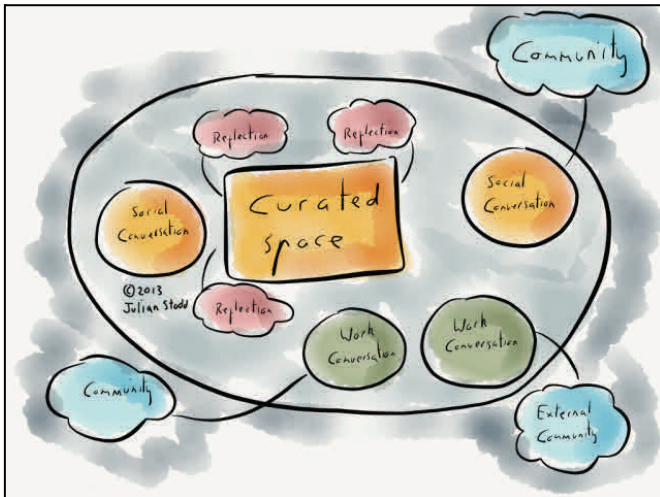 Community
Reflection
Reflection
Social
Conversation
Curated
space
Social
Conversation
©2013
Julian Stodd
Reflection
Work
Conversation
Work
Conversation
Community
External
Community